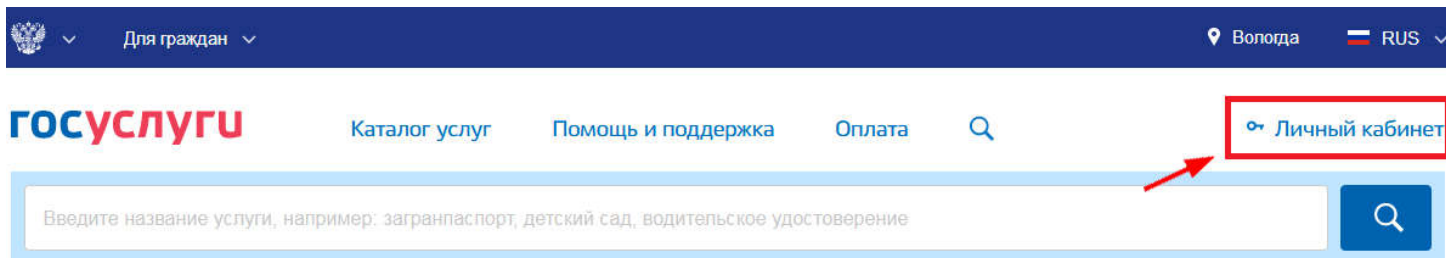 Для граждан Вологда RUS
госуслуги Каталог услуг Помощь и поддержка Оплата Личный кабинет
Введите название услуги, например: загранпаспорт, детский сад, водительское удостоверение